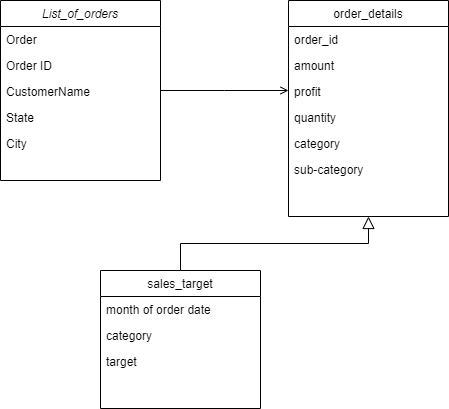 List_of_orders
Order
Order ID
CustomerName
State
City
order_details
order_id
amount
profit
quantity
category
sub-category
sales_target
month of order date
category
target